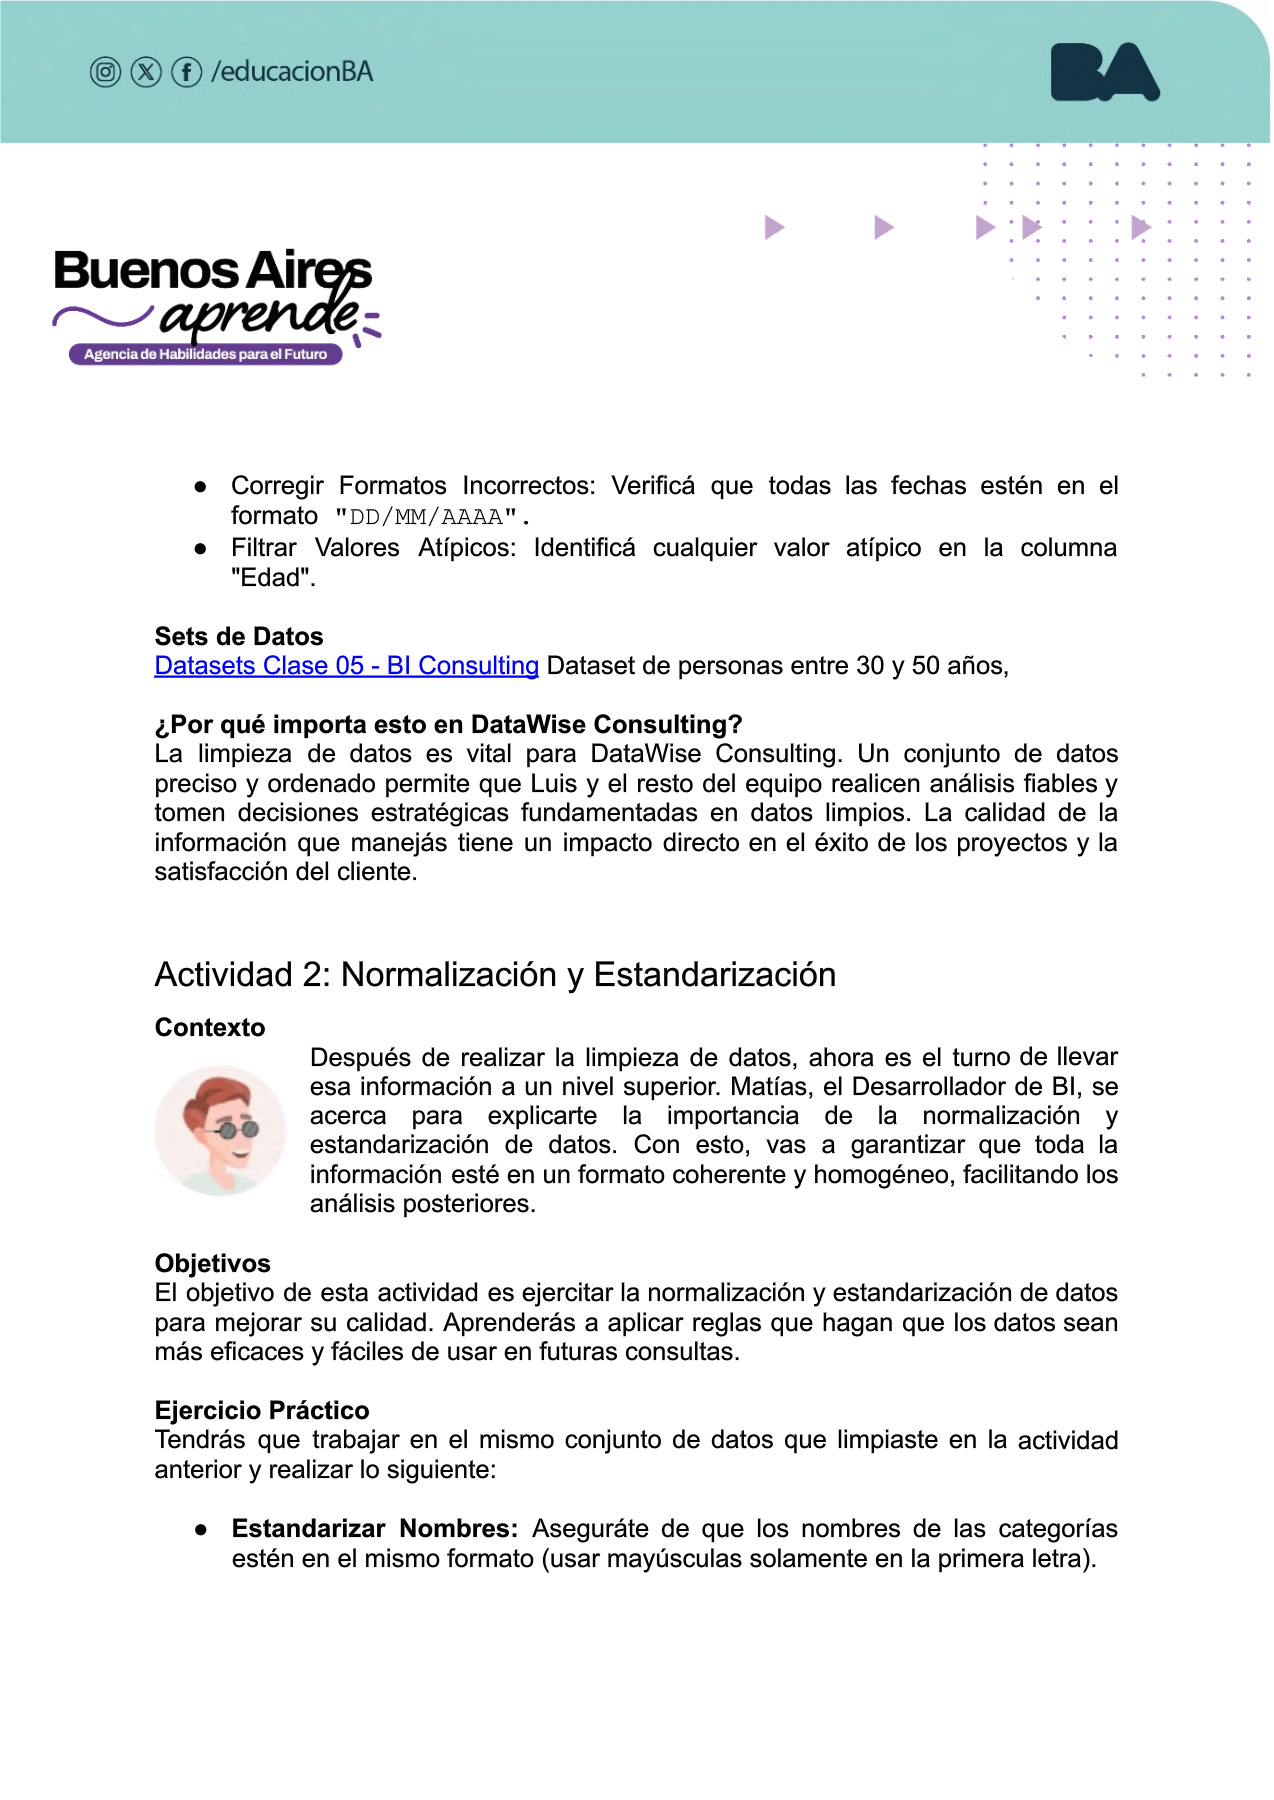 /educacionBA
BA
Buenos Aires
aprende
Agencia de Habilidades para el Futuro
● Corregir Formatos Incorrectos: Verificá que todas las fechas estén en el
formato "DD/MM/AAAA".
● Filtrar Valores Atípicos: Identificá cualquier valor atípico en la columna
"Edad".
Sets de Datos
Datasets Clase 05 - BI Consulting Dataset de personas entre 30 y 50 años,
¿Por qué importa esto en DataWise Consulting?
La limpieza de datos es vital para DataWise Consulting. Un conjunto de datos
preciso y ordenado permite que Luis y el resto del equipo realicen análisis fiables y
tomen decisiones estratégicas fundamentadas en datos limpios. La calidad de la
información que manejás tiene un impacto directo en el éxito de los proyectos y la
satisfacción del cliente.
Actividad 2: Normalización y Estandarización
Contexto
Después de realizar la limpieza de datos, ahora es el turno de llevar
esa información a un nivel superior. Matías, el Desarrollador de BI, se
acerca para explicarte la importancia de la normalización y
estandarización de datos. Con esto, vas a garantizar que toda la
información esté en un formato coherente y homogéneo, facilitando los
análisis posteriores.
Objetivos
El objetivo de esta actividad es ejercitar la normalización y estandarización de datos
para mejorar su calidad. Aprenderás a aplicar reglas que hagan que los datos sean
más eficaces y fáciles de usar en futuras consultas.
Ejercicio Práctico
Tendrás que trabajar en el mismo conjunto de datos que limpiaste en la actividad
anterior y realizar lo siguiente:
● Estandarizar Nombres: Aseguráte de que los nombres de las categorías
estén en el mismo formato (usar mayúsculas solamente en la primera letra).